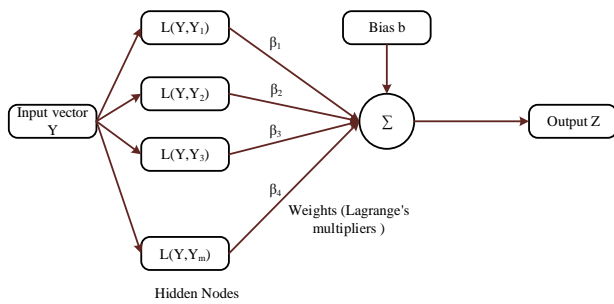 L(Y,Y₁)
Bias b
β₁
L(Y,Y₂)
β₂
Input vector
Y
Σ
Output Z
β₃
L(Y,Y₃)
β₄
Weights (Lagrange's
multipliers )
L(Y,Yₘ)
Hidden Nodes